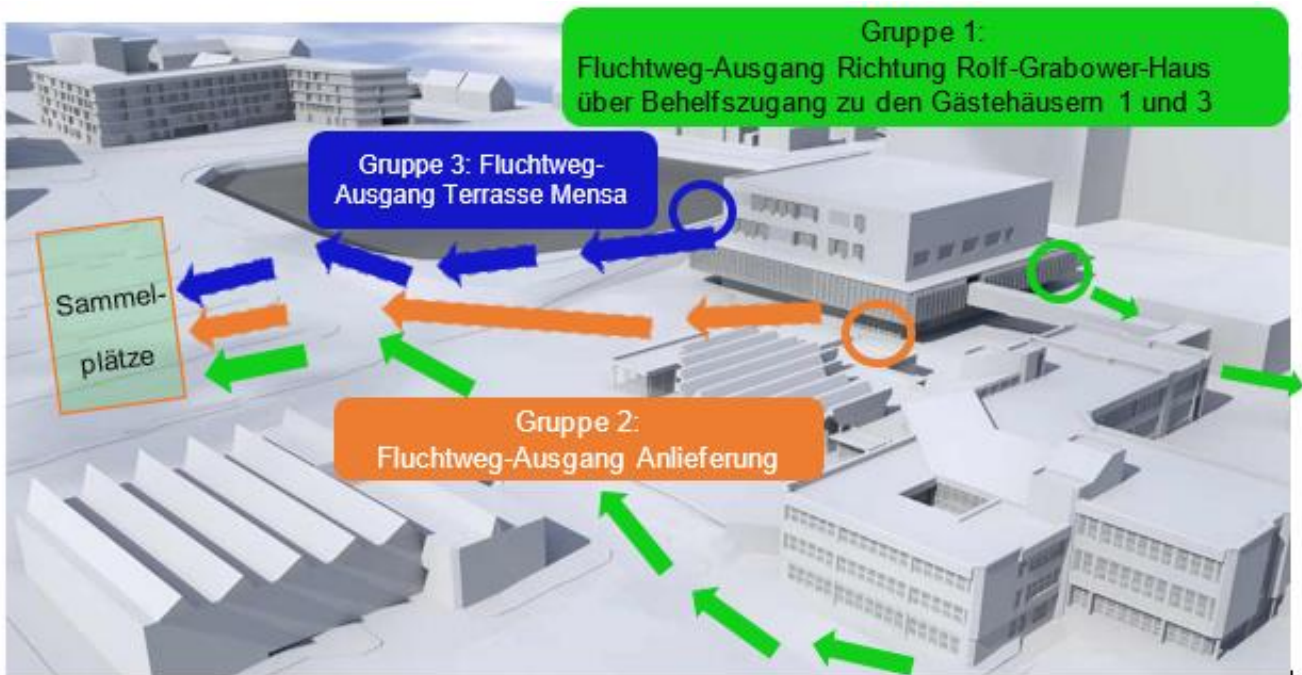 Gruppe 1:
Fluchtweg-Ausgang Richtung Rolf-Grabower-Haus
über Behelfszugang zu den Gästehäusern 1 und 3
Gruppe 3: Fluchtweg-
Ausgang Terrasse Mensa
Sammel-
plätze
Gruppe 2:
Fluchtweg-Ausgang Anlieferung